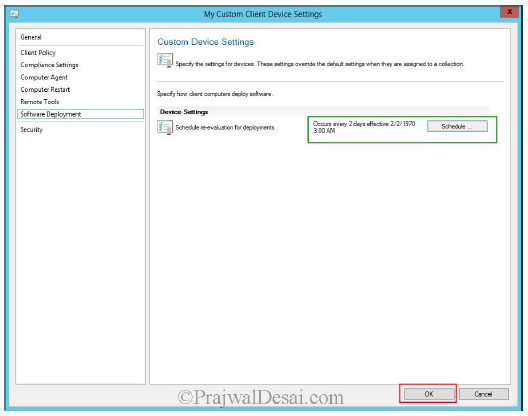 My Custom Client Device Settings
x
General
Client Policy
Compliance Settings
Computer Agent
Computer Restart
Remote Tools
Software Deployment
Security
Custom Device Settings
Specify the settings for devices. These settings override the default settings when they are assigned to a collection.
Specify how client computers deploy software.
Device Settings
Schedule re-evaluation for deployments
Occurs every 2 days effective 2/2/1970
3:00 AM
Schedule ...
OK
Cancel
©PrajwalDesai.com